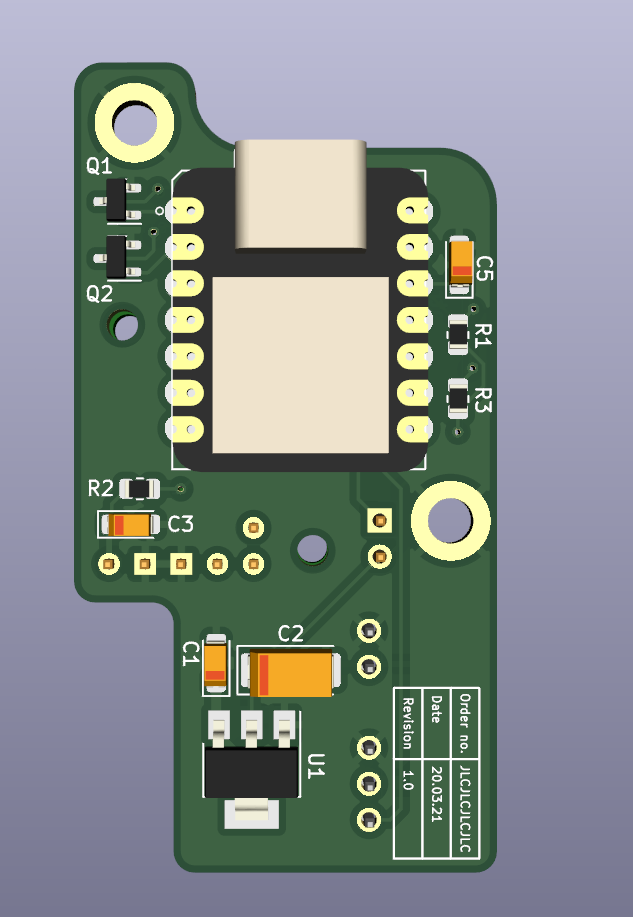 Q1
Q2
C5
R1
R3
R2
C3
C2
C1
U1
Order no. JLCJLCJLCJLC
Date 20.03.21
Revision 1.0